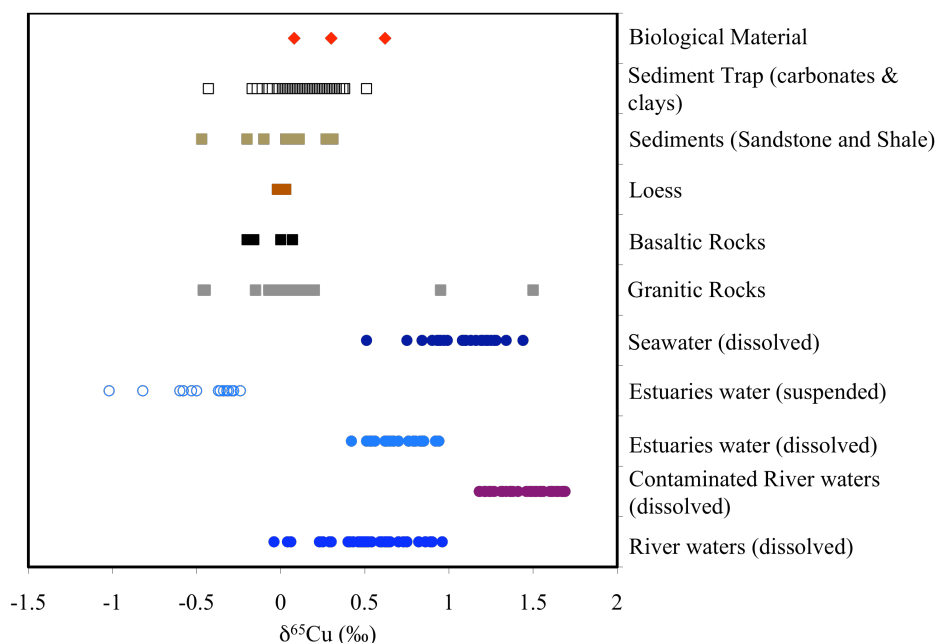 Biological Material
Sediment Trap (carbonates &
clays)
Sediments (Sandstone and Shale)
Loess
Basaltic Rocks
Granitic Rocks
Seawater (dissolved)
Estuaries water (suspended)
Estuaries water (dissolved)
Contaminated River waters
(dissolved)
River waters (dissolved)
-1.5 -1 -0.5 0 0.5 1 1.5 2
δ⁶⁵Cu (‰)